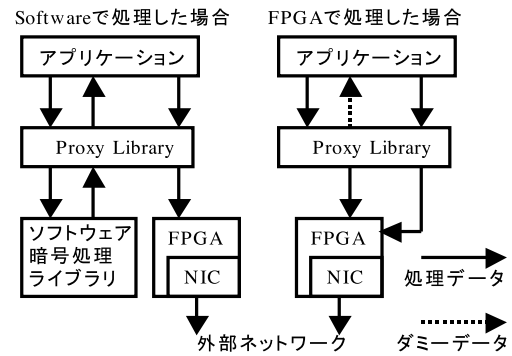 Softwareで処理した場合
FPGAで処理した場合
アプリケーション
アプリケーション
Proxy Library
Proxy Library
ソフトウェア
暗号処理
ライブラリ
FPGA
NIC
FPGA
NIC
処理データ
外部ネットワーク
ダミーデータ